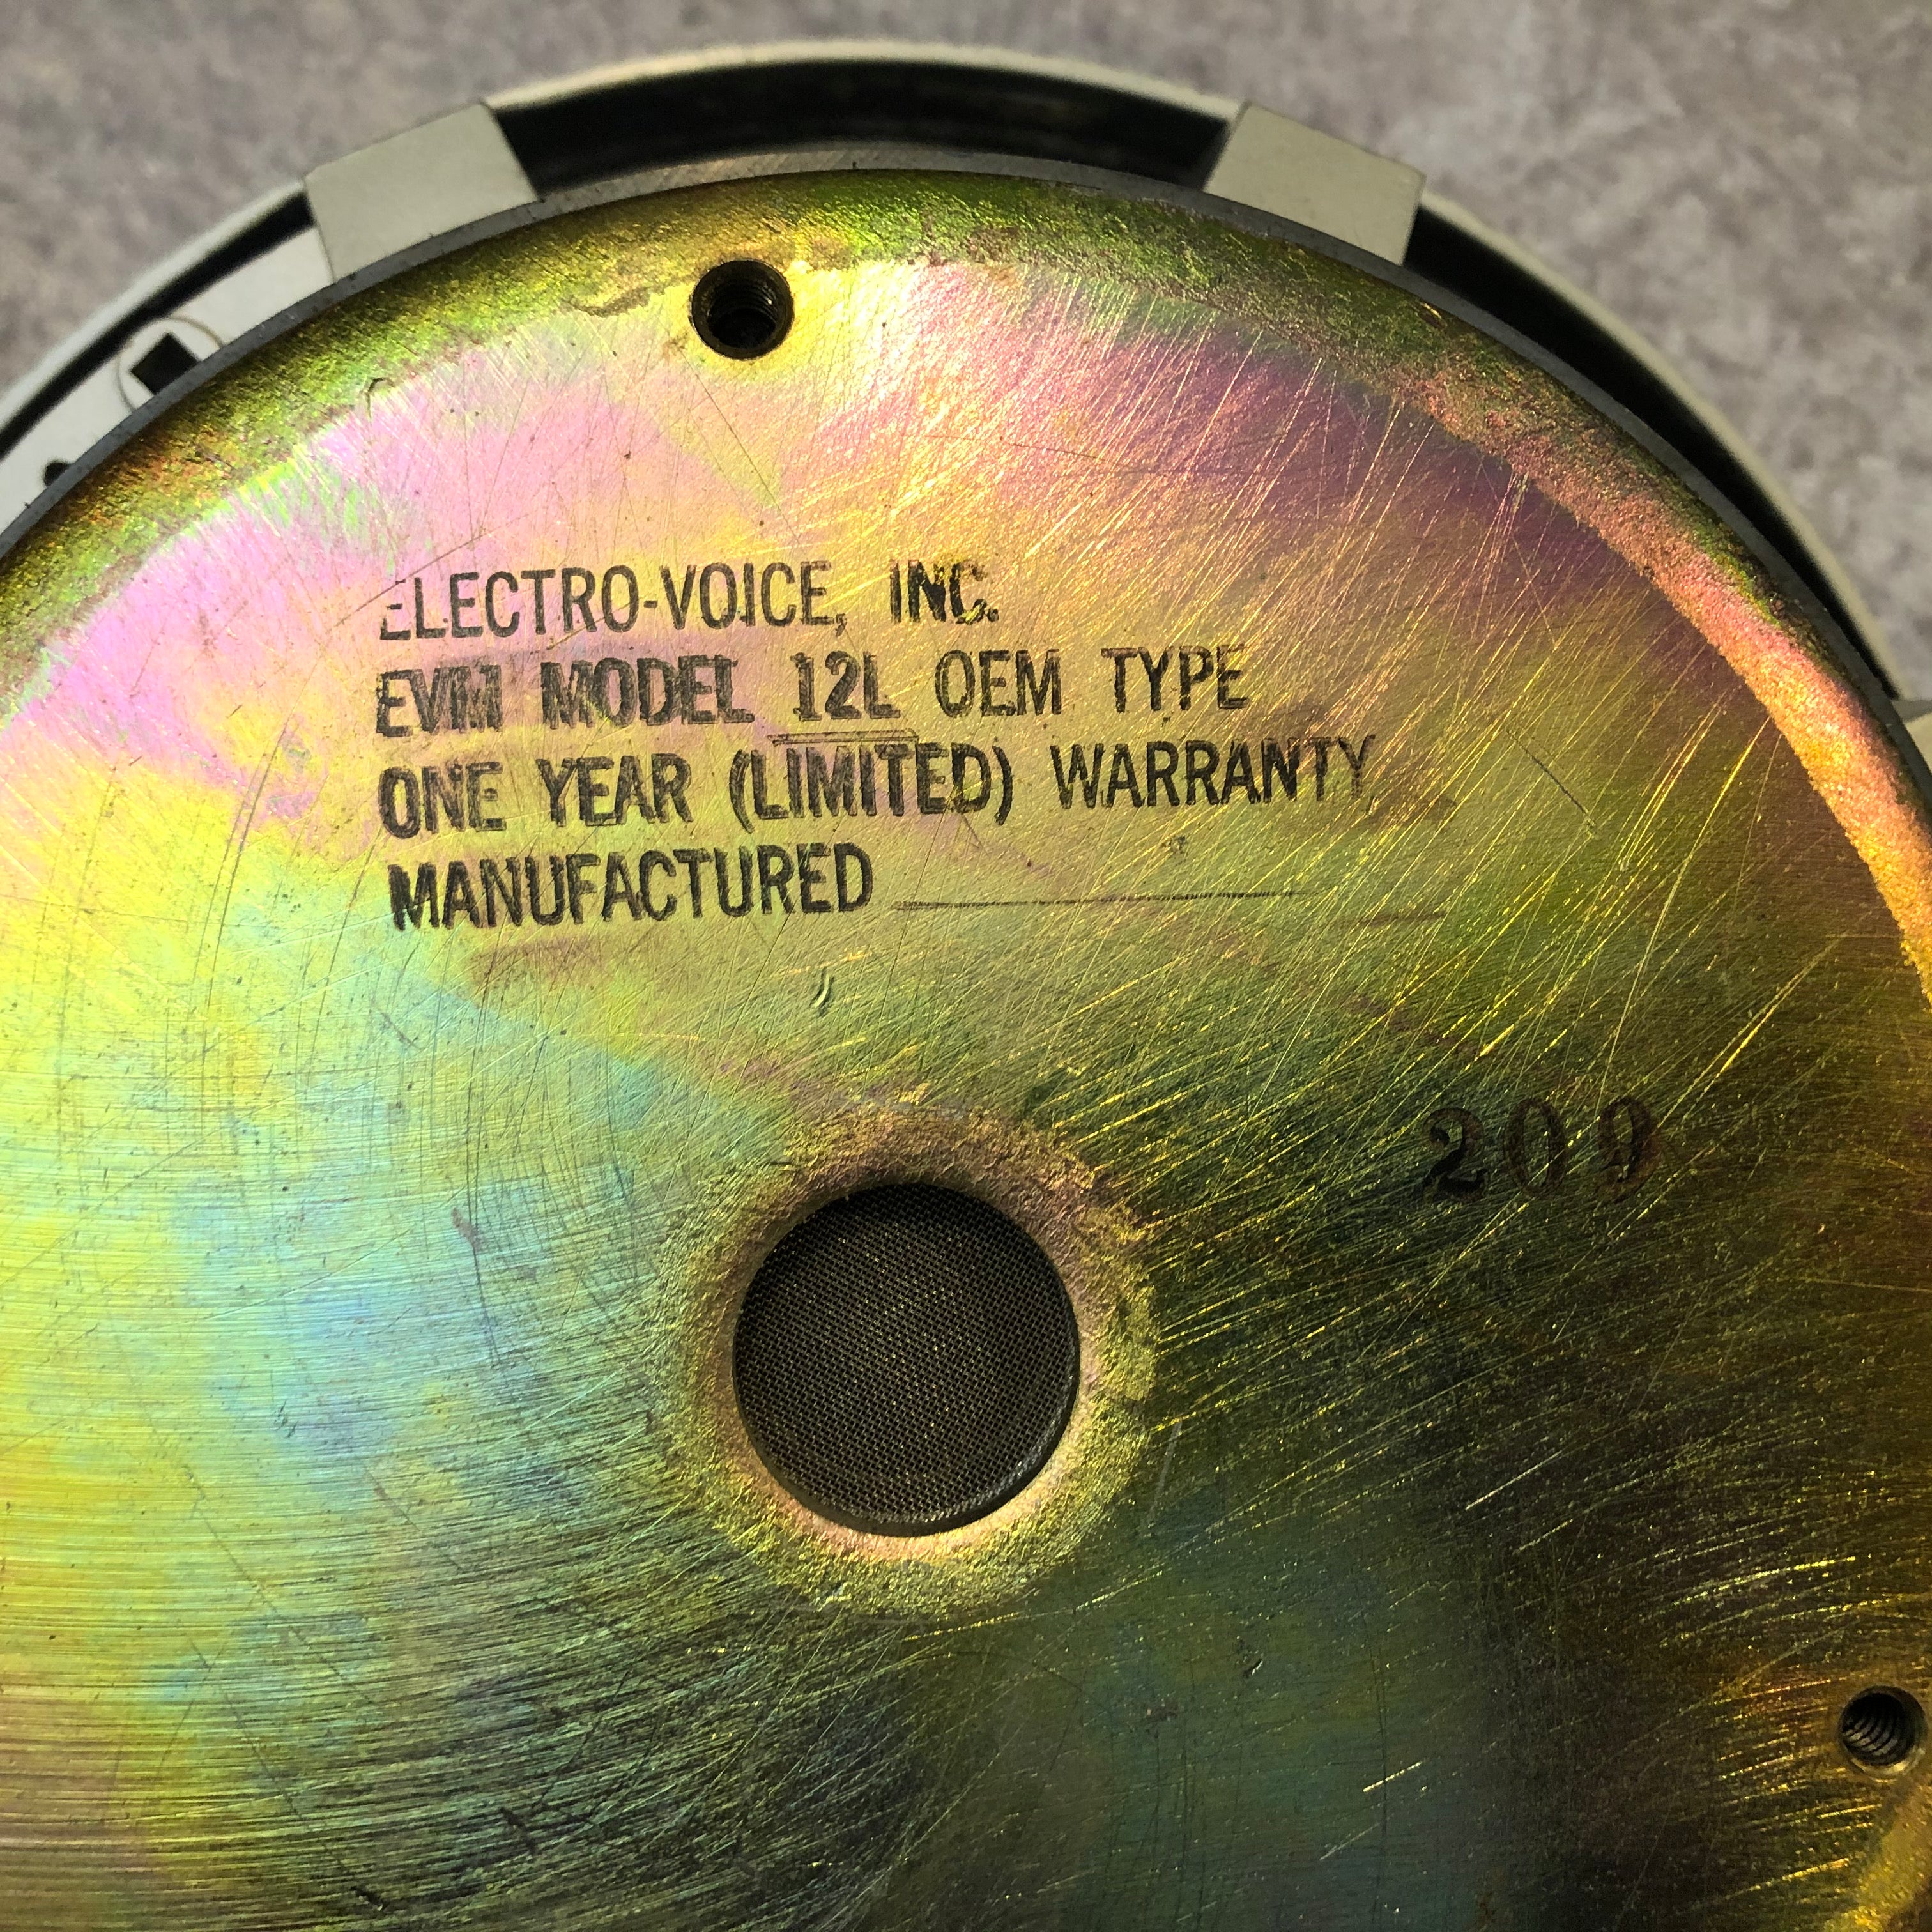 ELECTRO-VOICE, INC.
EVM MODEL 12L OEM TYPE
ONE YEAR (LIMITED) WARRANTY
MANUFACTURED
209